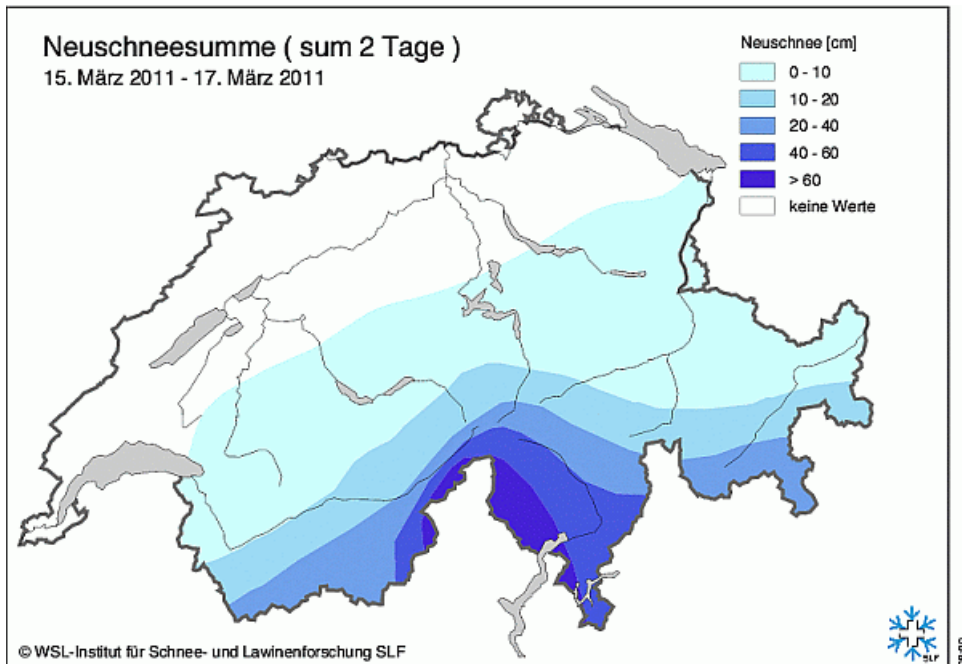 Neuschneesumme ( sum 2 Tage )
15. März 2011 - 17. März 2011
Neuschnee [cm]
0 - 10
10 - 20
20 - 40
40 - 60
> 60
keine Werte
© WSL-Institut für Schnee- und Lawinenforschung SLF
SLF